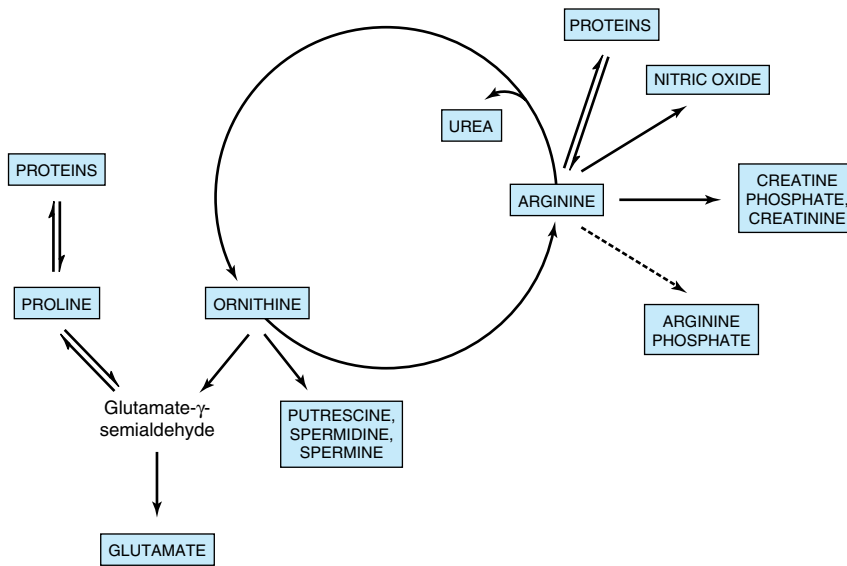 PROTEINS
NITRIC OXIDE
UREA
PROTEINS
ARGININE
CREATINE
PHOSPHATE,
CREATININE
PROLINE
ORNITHINE
ARGININE
PHOSPHATE
Glutamate-γ-
semialdehyde
PUTRESCINE,
SPERMIDINE,
SPERMINE
GLUTAMATE